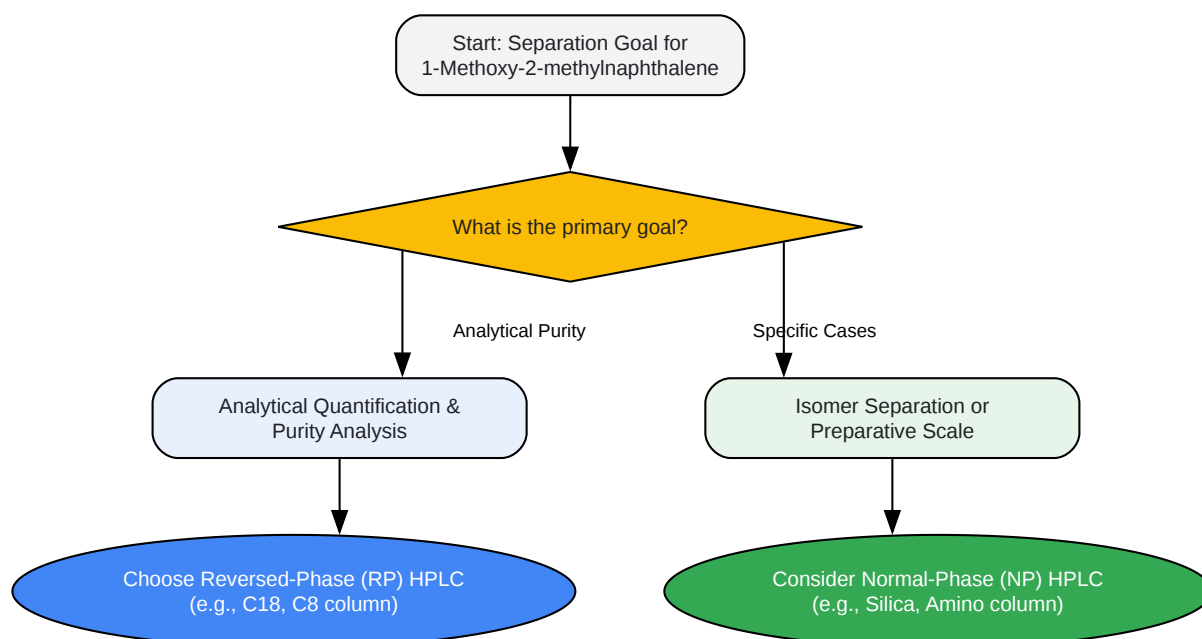 Start: Separation Goal for
1-Methoxy-2-methylnaphthalene
What is the primary goal?
Analytical Purity
Specific Cases
Analytical Quantification &
Purity Analysis
Isomer Separation or
Preparative Scale
Choose Reversed-Phase (RP) HPLC
(e.g., C18, C8 column)
Consider Normal-Phase (NP) HPLC
(e.g., Silica, Amino column)